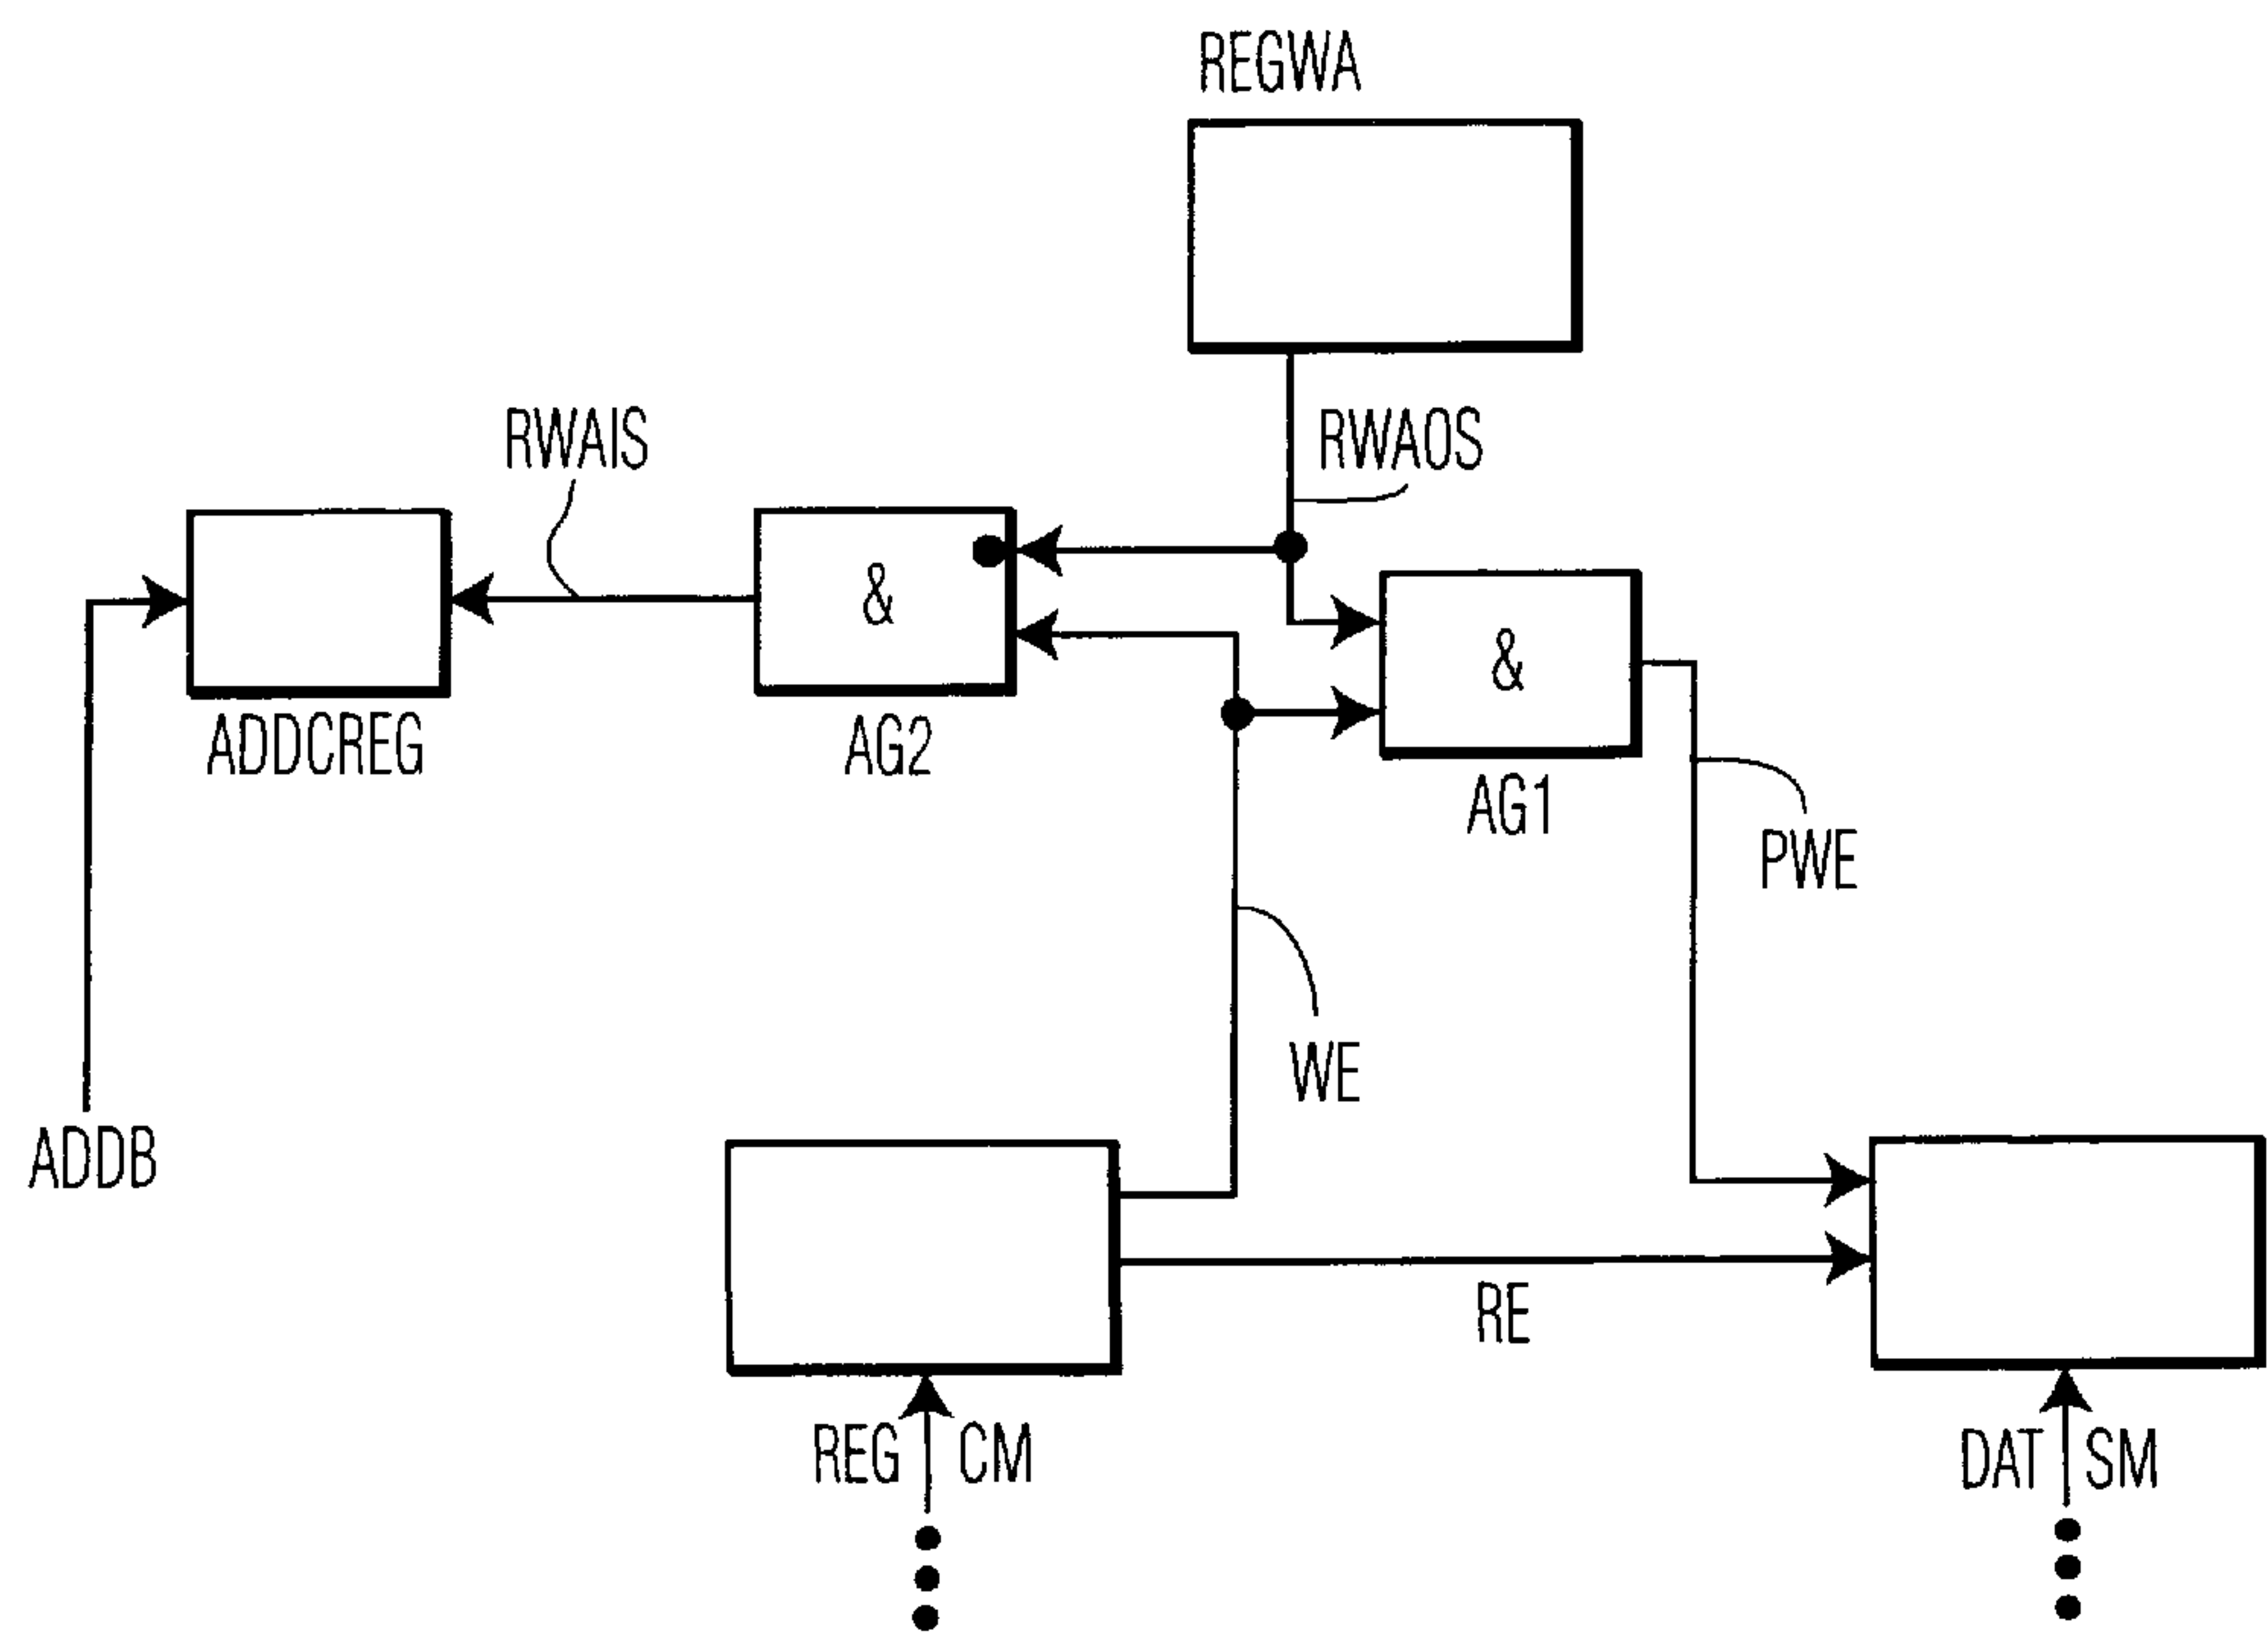 REGWA
RWAIS
RWAOS
&
&
ADDCREG
AG2
AG1
PWE
WE
ADDB
RE
REG CM
DAT SM